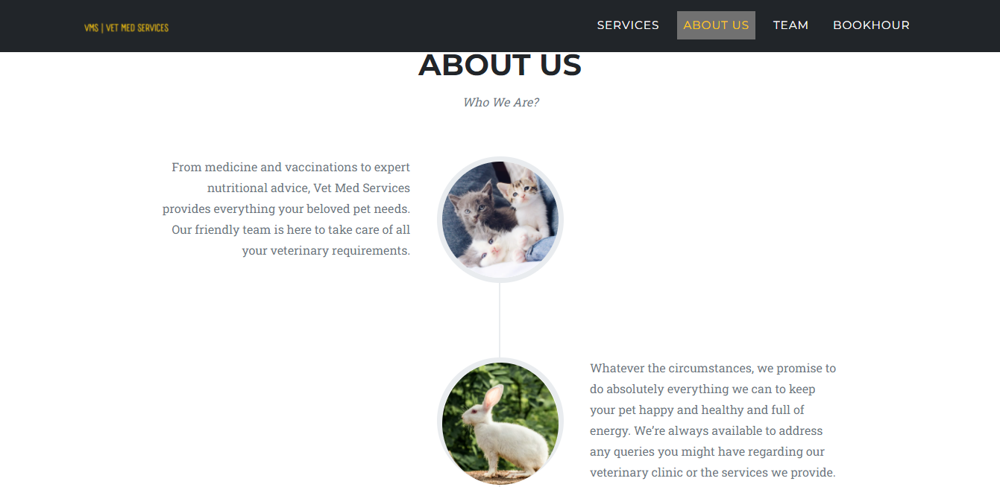 VMS | VET MED SERVICES
SERVICES ABOUT US TEAM BOOKHOUR
ABOUT US
Who We Are?
From medicine and vaccinations to expert
nutritional advice, Vet Med Services
provides everything your beloved pet needs.
Our friendly team is here to take care of all
your veterinary requirements.
Whatever the circumstances, we promise to
do absolutely everything we can to keep
your pet happy and healthy and full of
energy. We’re always available to address
any queries you might have regarding our
veterinary clinic or the services we provide.